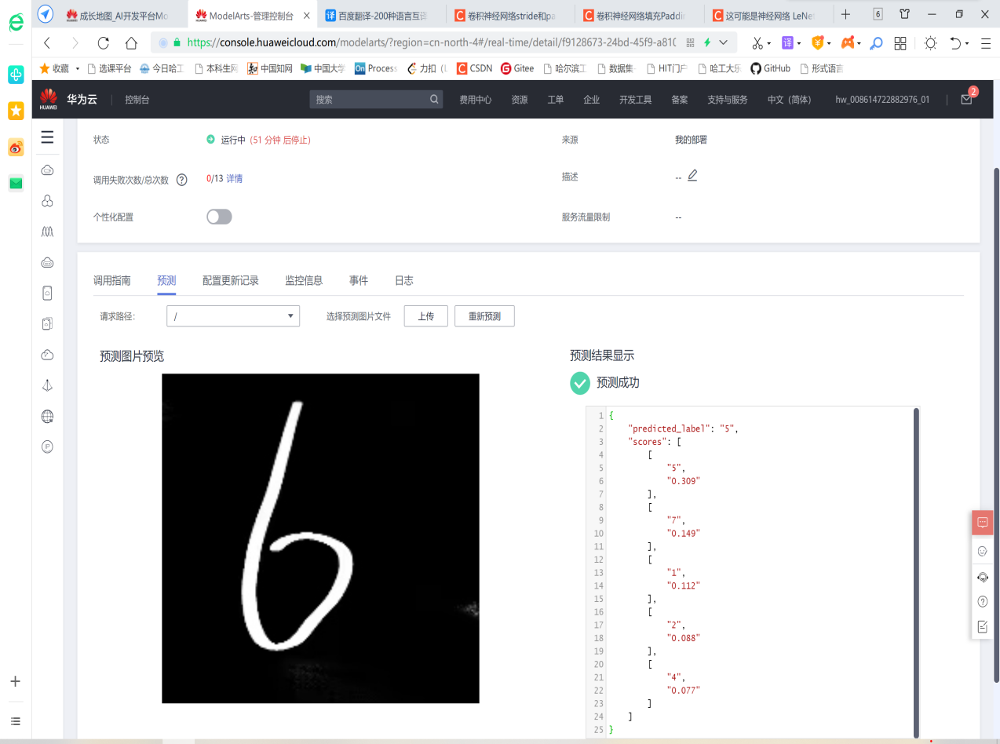 成长地图_AI开发平台Mo
ModelArts-管理控制台
百度翻译-200种语言互译
卷积神经网络stride和pa
卷积神经网络填充Paddi
这可能是神经网络 LeNe
6
https://console.huaweicloud.com/modelarts/?region=cn-north-4#/real-time/detail/f9128673-24bd-45f9-a810
收藏
选课平台
今日哈工
本科生网
中国知网
中国大学
On Process
力扣 (L
CSDN
Gitee
哈尔滨工
数据集
HIT门户
哈工大乐
GitHub
形式语言
HUAWEI
华为云
控制台
搜索
费用中心
资源
工单
企业
开发工具
备案
支持与服务
中文 (简体)
hw_008614722882976_01
2
状态
运行中 (51 分钟 后停止)
来源
我的部署
调用失败次数/总次数
0/13 详情
描述
--
个性化配置
服务流量限制
--
调用指南
预测
配置更新记录
监控信息
事件
日志
请求路径:
/
选择预测图片文件
上传
重新预测
预测图片预览
预测结果显示
预测成功
6
1 {
2 "predicted_label": "5",
3 "scores": [
4 [
5 "5",
6 "0.309"
7 ],
8 [
9 "7",
10 "0.149"
11 ],
12 [
13 "1",
14 "0.112"
15 ],
16 [
17 "2",
18 "0.088"
19 ],
20 [
21 "4",
22 "0.077"
23 ]
24 ]
25 }